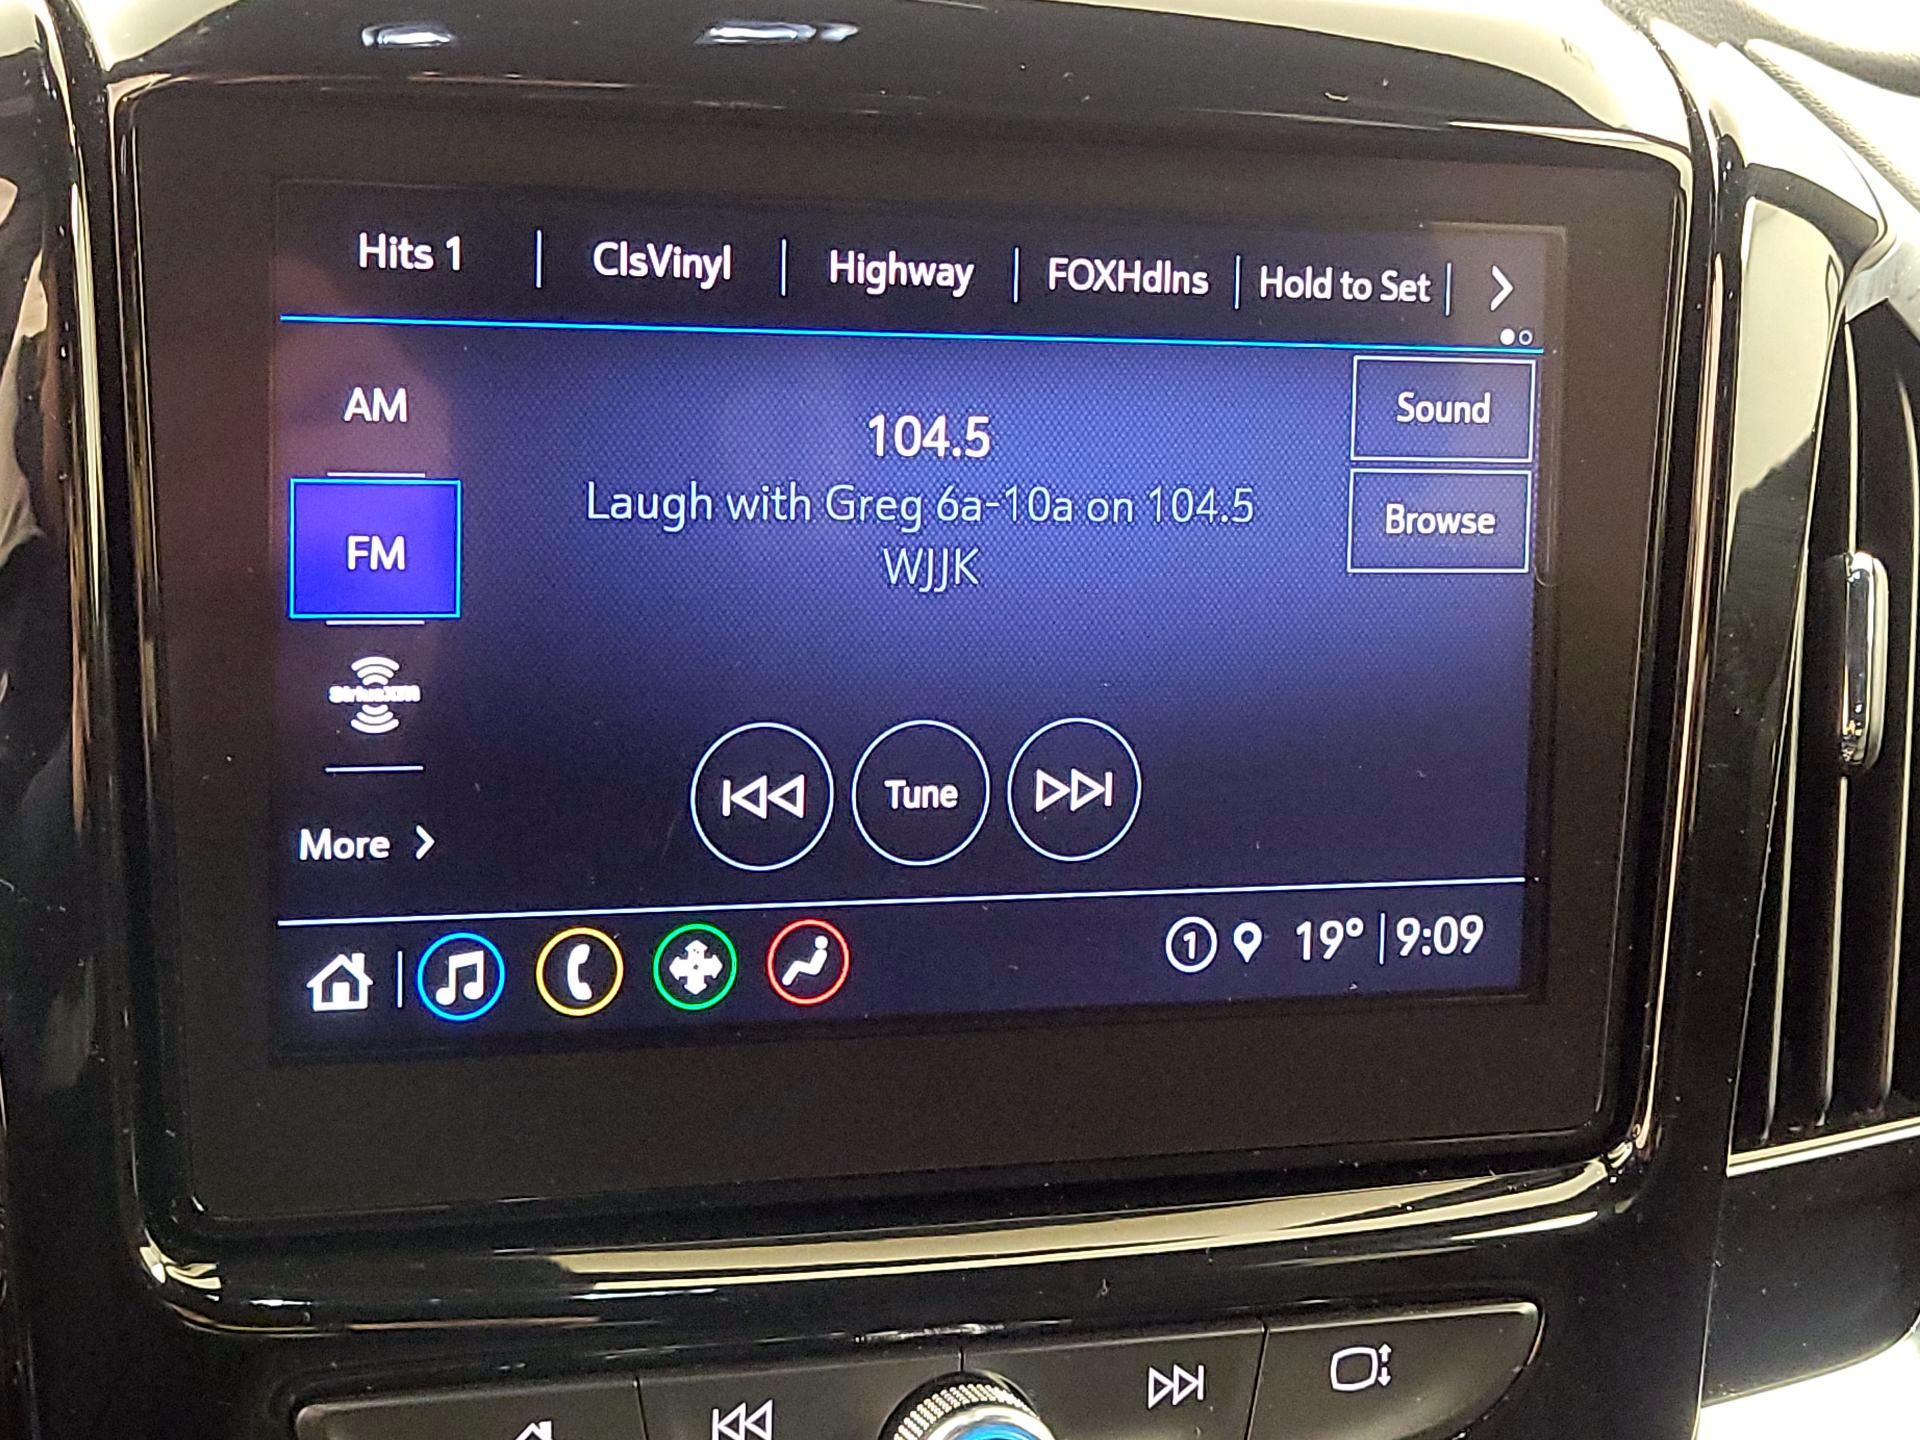 Hits 1 | ClsVinyl | Highway | FOXHdlns | Hold to Set |
AM
104.5
Sound
Laugh with Greg 6a-10a on 104.5
WJJK
Browse
FM
SiriusXM
Tune
More
1 19° | 9:09